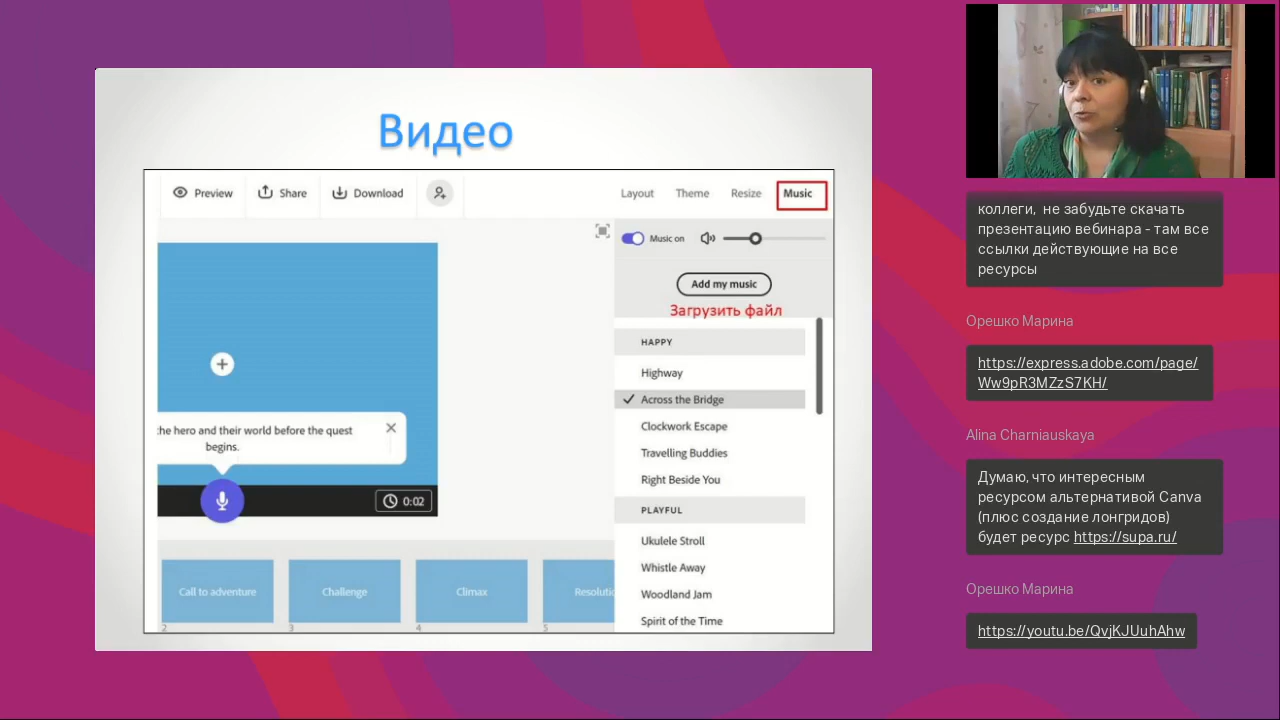 Видео
Preview Share Download
Layout Theme Resize Music
Music on
Add my music
Загрузить файл
HAPPY
Highway
Across the Bridge
Clockwork Escape
Travelling Buddies
Right Beside You
PLAYFUL
Ukulele Stroll
Whistle Away
Woodland Jam
Spirit of the Time
the hero and their world before the quest
begins.
0:02
Call to adventure Challenge Climax Resolutio
2 3 4 5
коллеги, не забудьте скачать
презентацию вебинара - там все
ссылки действующие на все
ресурсы
Орешко Марина
https://express.adobe.com/page/
Ww9pR3MZzS7KH/
Alina Charniauskaya
Думаю, что интересным
ресурсом альтернативой Canva
(плюс создание лонгридов)
будет ресурс https://supa.ru/
Орешко Марина
https://youtu.be/QvjKJUuhAhw